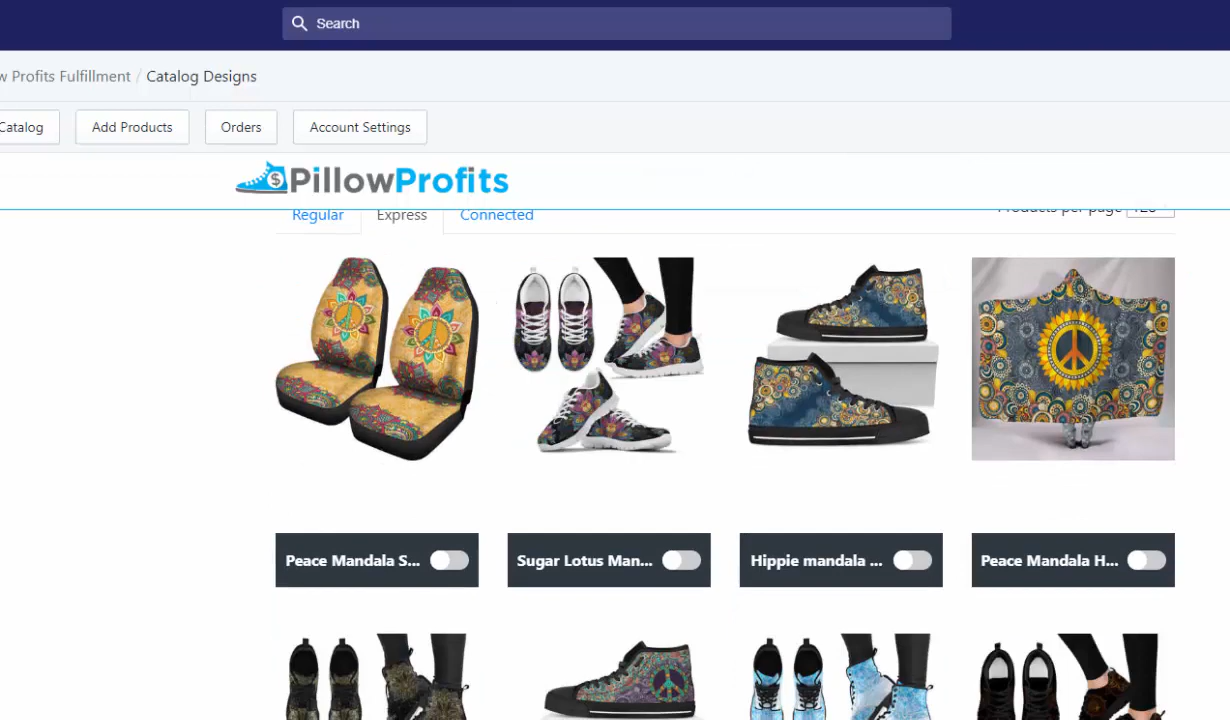 Search
w Profits Fulfillment / Catalog Designs
Catalog
Add Products
Orders
Account Settings
$PillowProfits
Regular
Express
Connected
Products per page
Peace Mandala S...
Sugar Lotus Man...
Hippie mandala ...
Peace Mandala H...